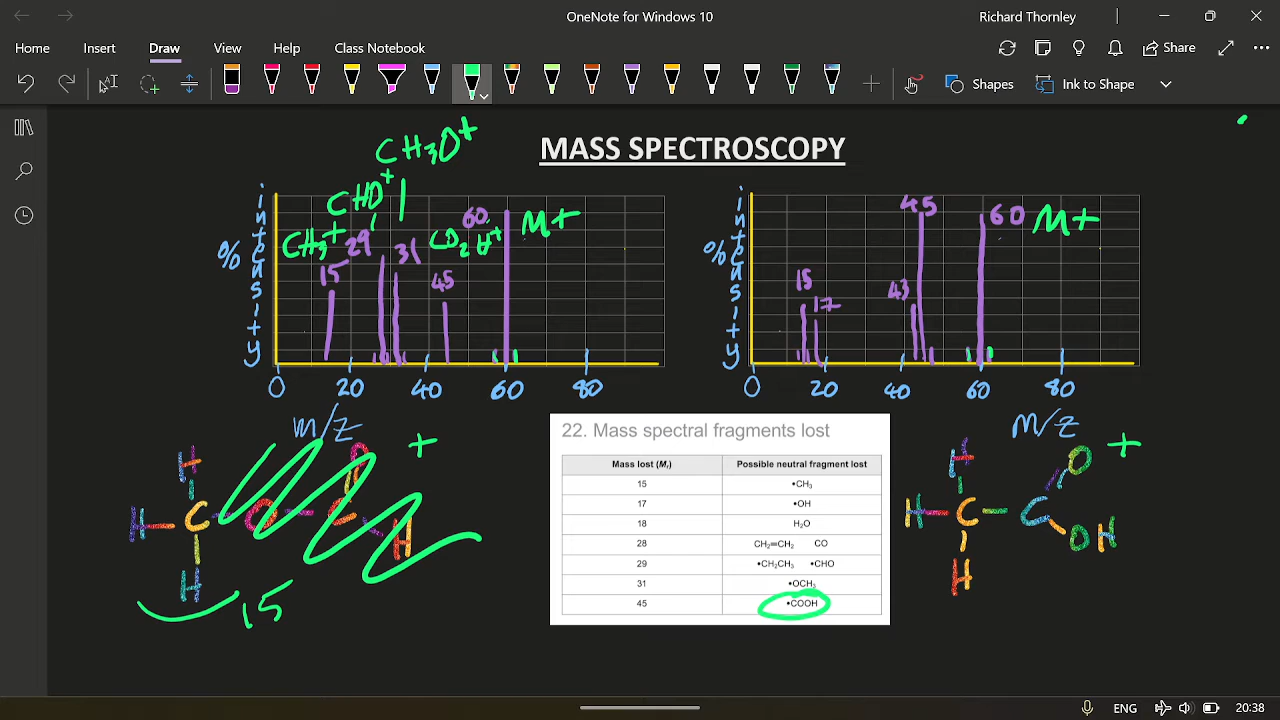 OneNote for Windows 10
Richard Thornley
Home Insert Draw View Help Class Notebook
Share
Shapes
Ink to Shape
MASS SPECTROSCOPY
CH3O+
CHO+
CH3+
29
31
CO2H+
60
M+
15
45
% intensity
0 20 40 60 80
m/z
45
60 M+
15
17
43
% intensity
0 20 40 60 80
m/z
+
H
O
H C O C H
H
15
22. Mass spectral fragments lost
Mass lost (Mr) Possible neutral fragment lost
15 •CH₃
17 •OH
18 H₂O
28 CH₂=CH₂ CO
29 •CH₂CH₃ •CHO
31 •OCH₃
45 •COOH
+
H
O
H C C
OH
H
ENG
20:38